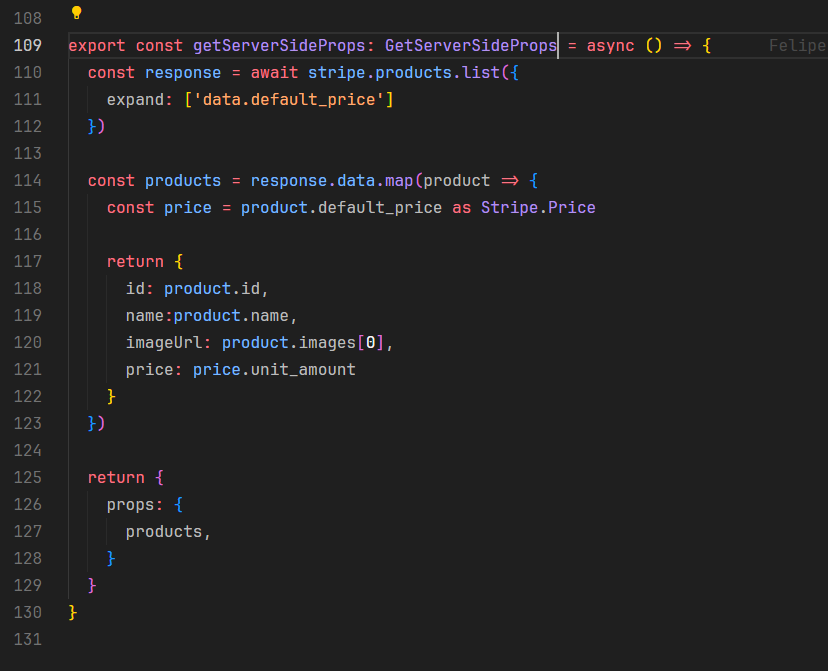 108
109 export const getServerSideProps: GetServerSideProps = async () => { Felipe
110 const response = await stripe.products.list({
111 expand: ['data.default_price']
112 })
113
114 const products = response.data.map(product => {
115 const price = product.default_price as Stripe.Price
116
117 return {
118 id: product.id,
119 name:product.name,
120 imageUrl: product.images[0],
121 price: price.unit_amount
122 }
123 })
124
125 return {
126 props: {
127 products,
128 }
129 }
130 }
131